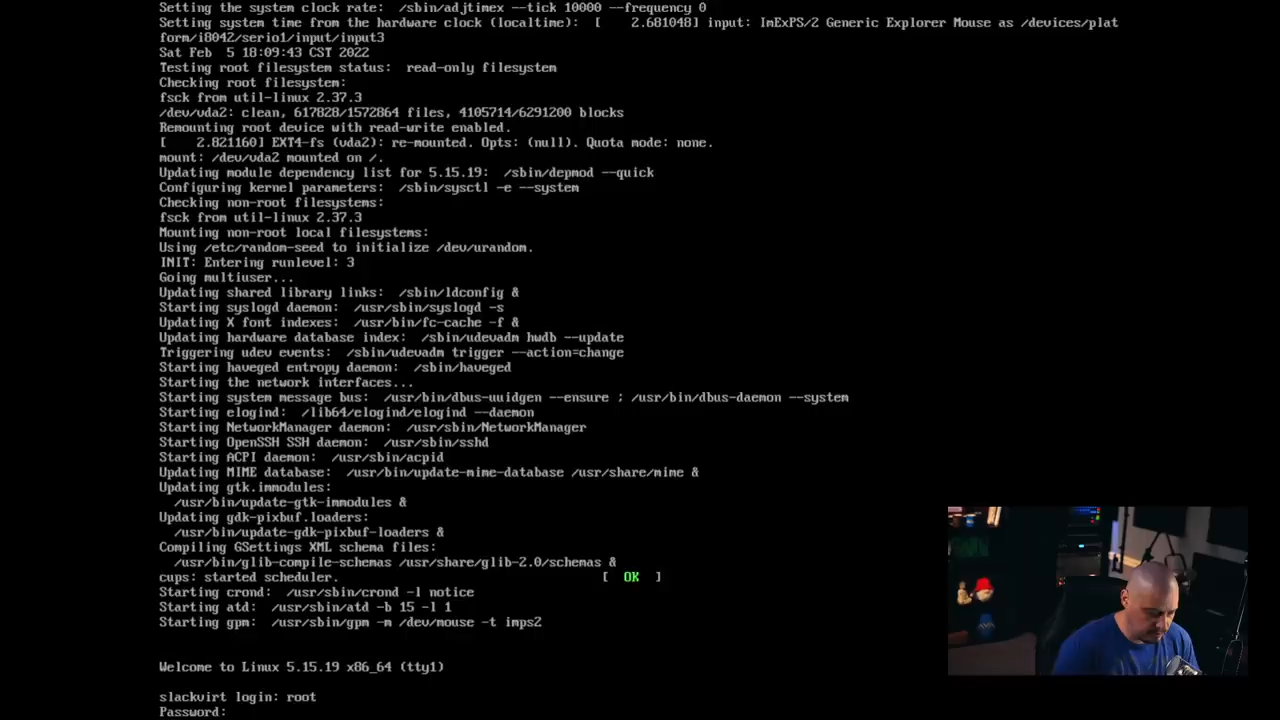 Setting the system clock rate:  /sbin/adjtimex --tick 10000 --frequency 0
Setting system time from the hardware clock (localtime):  [    2.681048] input: ImExPS/2 Generic Explorer Mouse as /devices/plat
form/i8042/serio1/input/input3
Sat Feb  5 18:09:43 CST 2022
Testing root filesystem status:  read-only filesystem
Checking root filesystem:
fsck from util-linux 2.37.3
/dev/vda2: clean, 617828/1572864 files, 4105714/6291200 blocks
Remounting root device with read-write enabled.
[    2.821160] EXT4-fs (vda2): re-mounted. Opts: (null). Quota mode: none.
mount: /dev/vda2 mounted on /.
Updating module dependency list for 5.15.19:  /sbin/depmod --quick
Configuring kernel parameters:  /sbin/sysctl -e --system
Checking non-root filesystems:
fsck from util-linux 2.37.3
Mounting non-root local filesystems:
Using /etc/random-seed to initialize /dev/urandom.
INIT: Entering runlevel: 3
Going multiuser...
Updating shared library links:  /sbin/ldconfig &
Starting syslogd daemon:  /usr/sbin/syslogd -s
Updating X font indexes:  /usr/bin/fc-cache -f &
Updating hardware database index:  /sbin/udevadm hwdb --update
Triggering udev events:  /sbin/udevadm trigger --action=change
Starting haveged entropy daemon:  /sbin/haveged
Starting the network interfaces...
Starting system message bus:  /usr/bin/dbus-uuidgen --ensure ; /usr/bin/dbus-daemon --system
Starting elogind:  /lib64/elogind/elogind --daemon
Starting NetworkManager daemon:  /usr/sbin/NetworkManager
Starting OpenSSH SSH daemon:  /usr/sbin/sshd
Starting ACPI daemon:  /usr/sbin/acpid
Updating MIME database:  /usr/bin/update-mime-database /usr/share/mime &
Updating gtk.immodules:
  /usr/bin/update-gtk-immodules &
Updating gdk-pixbuf.loaders:
  /usr/bin/update-gdk-pixbuf-loaders &
Compiling GSettings XML schema files:
  /usr/bin/glib-compile-schemas /usr/share/glib-2.0/schemas &
cups: started scheduler.                                   [  OK  ]
Starting crond:  /usr/sbin/crond -l notice
Starting atd:  /usr/sbin/atd -b 15 -l 1
Starting gpm:  /usr/sbin/gpm -m /dev/mouse -t imps2
Welcome to Linux 5.15.19 x86_64 (tty1)
slackvirt login: root
Password: